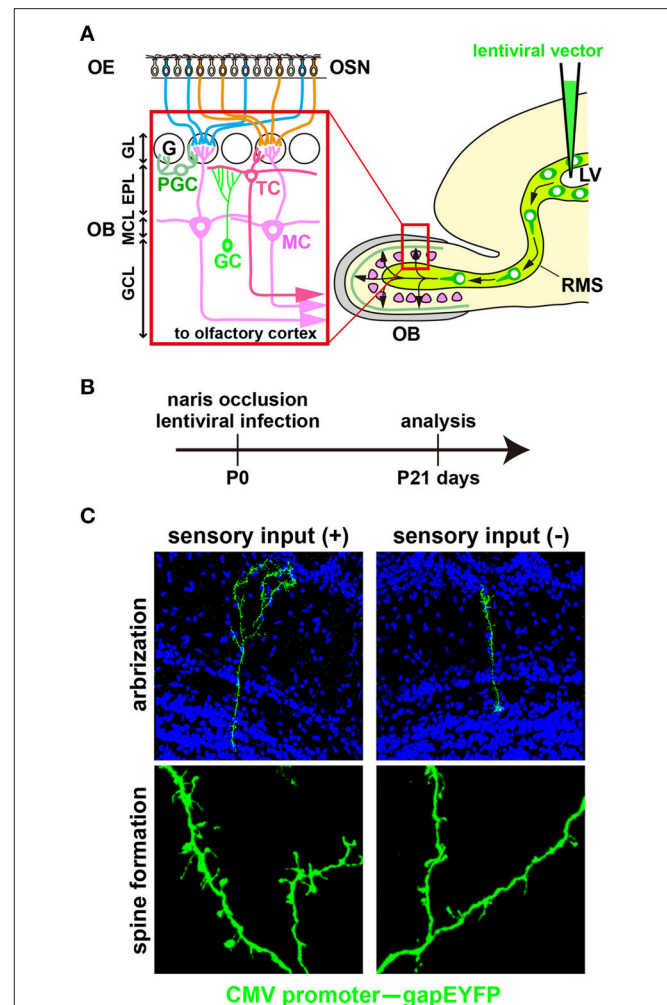 A
lentiviral vector
OE
OSN
GL
G
PGC
TC
EPL
OB
MCL
MC
GC
GCL
to olfactory cortex
LV
RMS
OB
B
naris occlusion
lentiviral infection
analysis
P0
P21 days
C
sensory input (+)
sensory input (-)
arbrization
spine formation
CMV promoter—gapEYFP